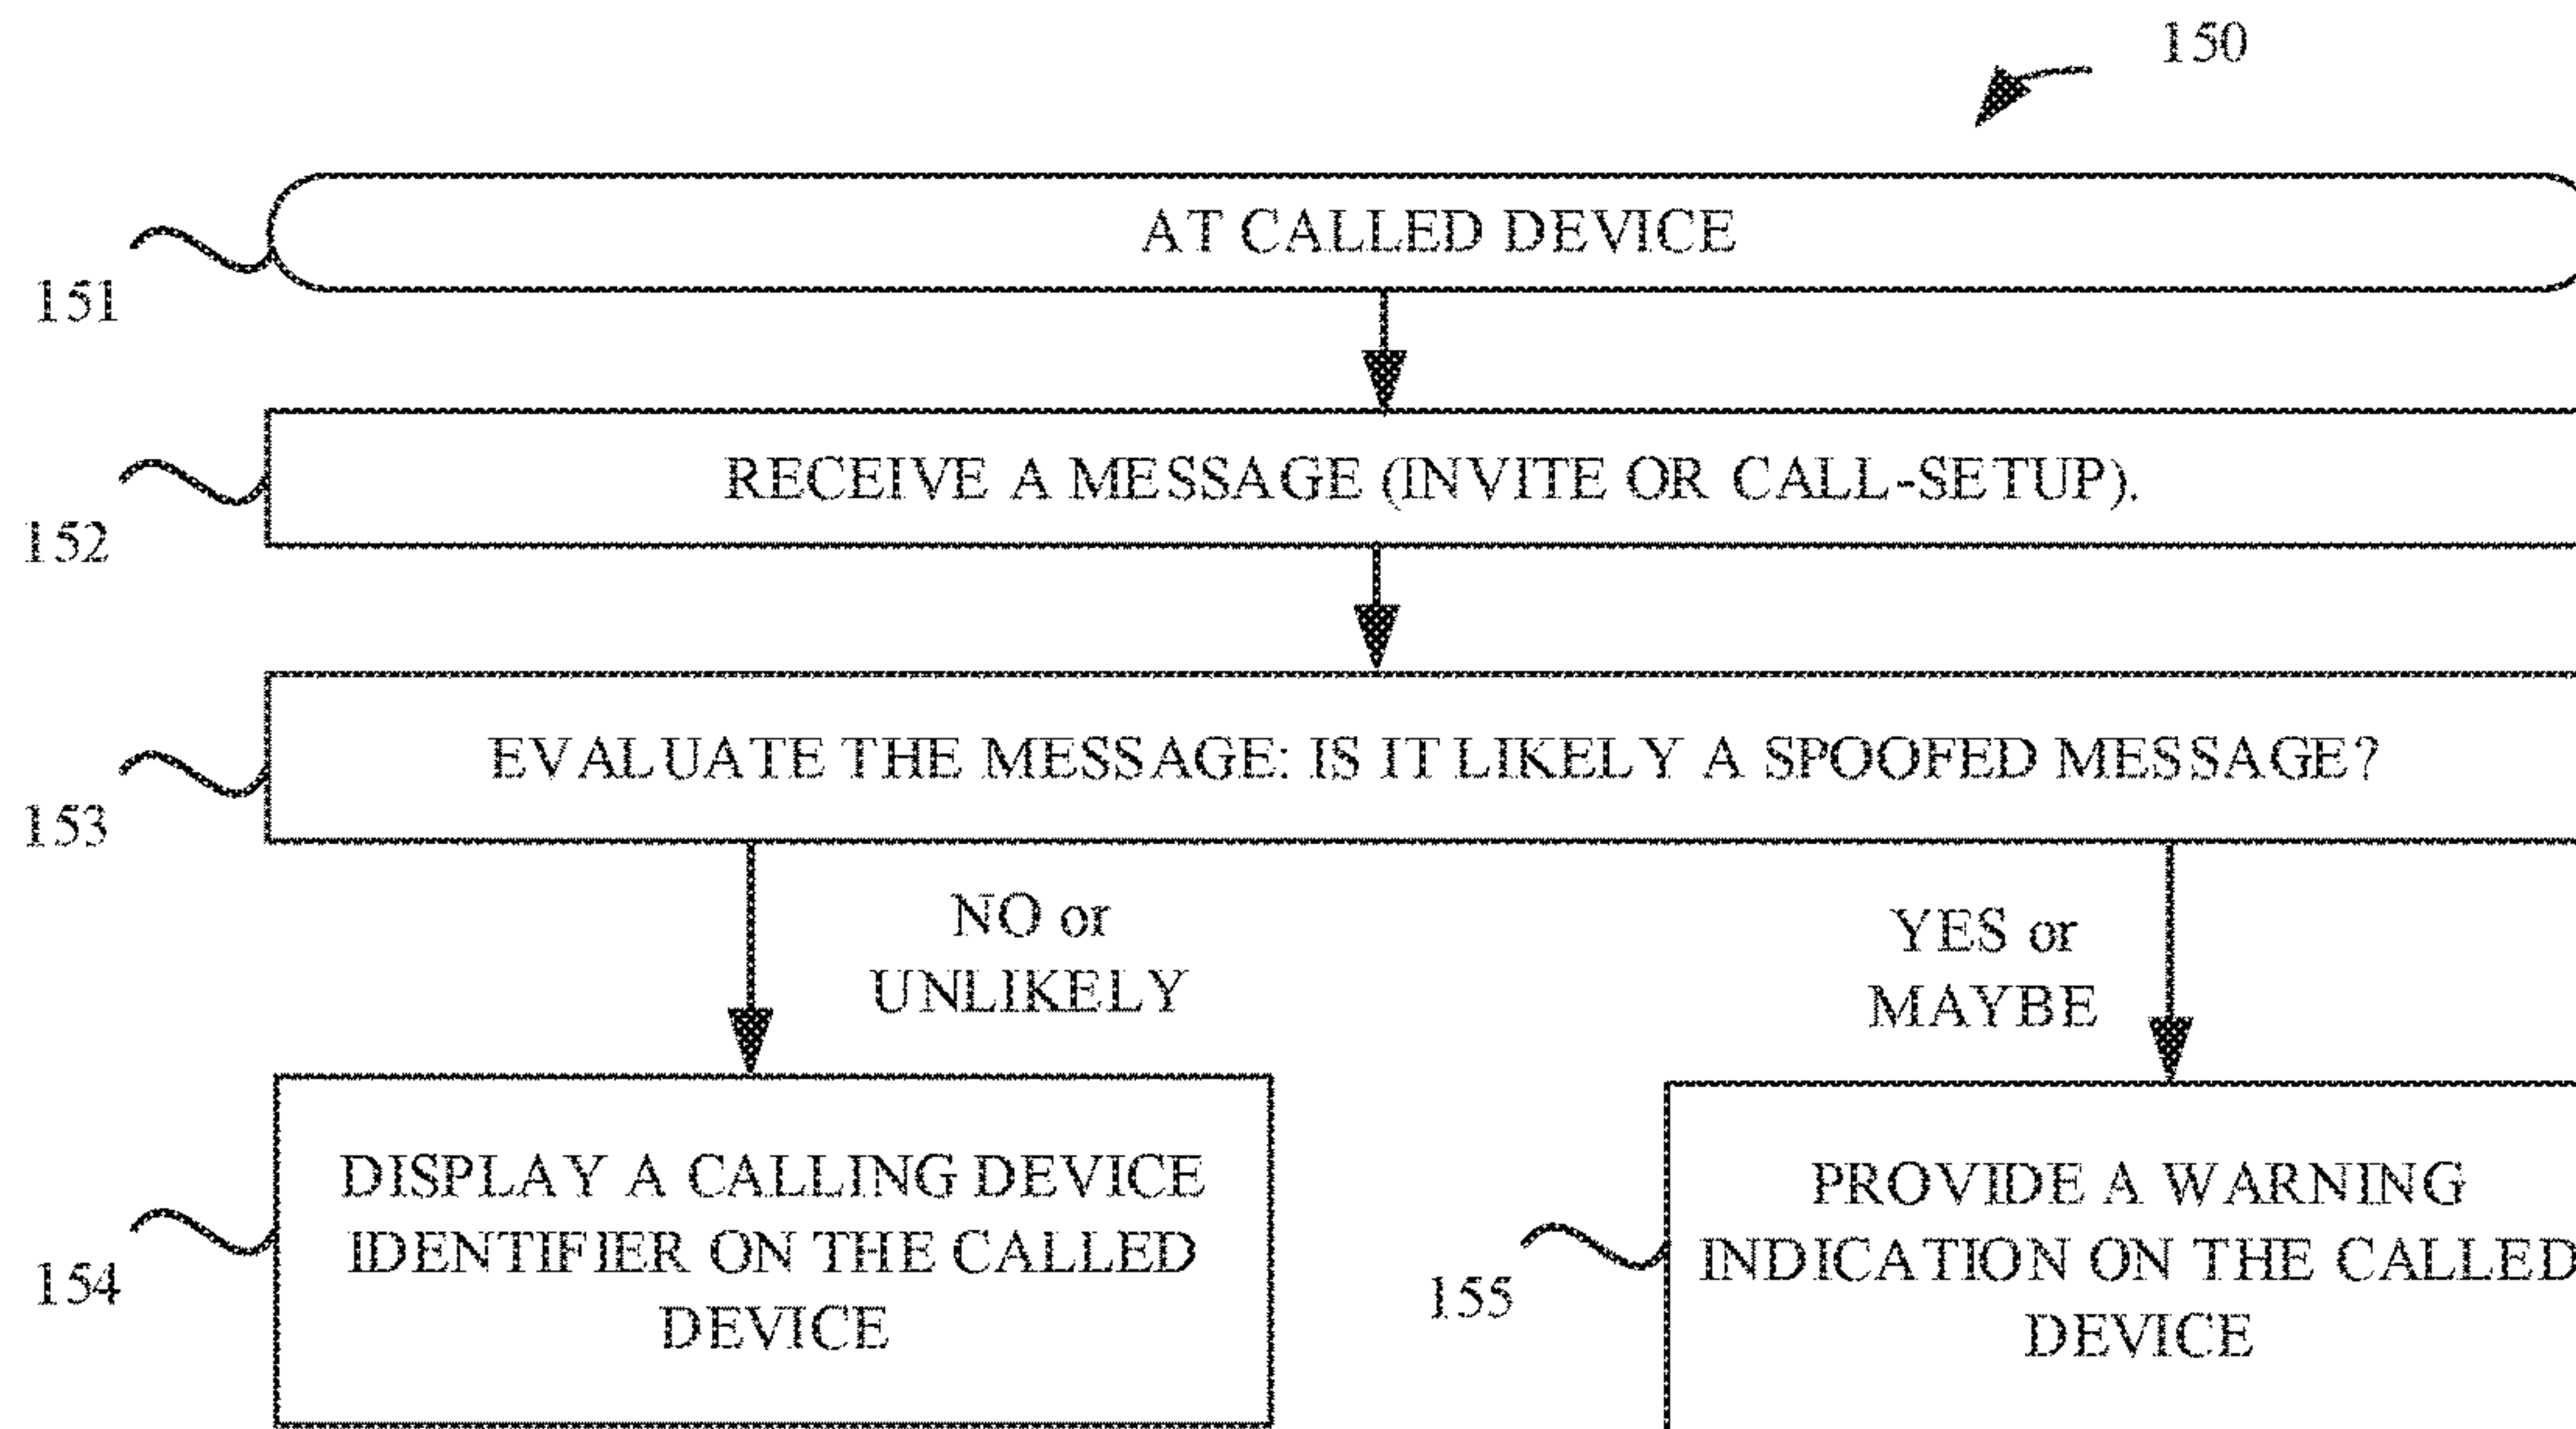 150
AT CALLED DEVICE
151
RECEIVE A MESSAGE (INVITE OR CALL-SETUP).
152
EVALUATE THE MESSAGE: IS IT LIKELY A SPOOFED MESSAGE?
153
NO or
UNLIKELY
YES or
MAYBE
DISPLAY A CALLING DEVICE
IDENTIFIER ON THE CALLED
DEVICE
154
PROVIDE A WARNING
INDICATION ON THE CALLED
DEVICE
155